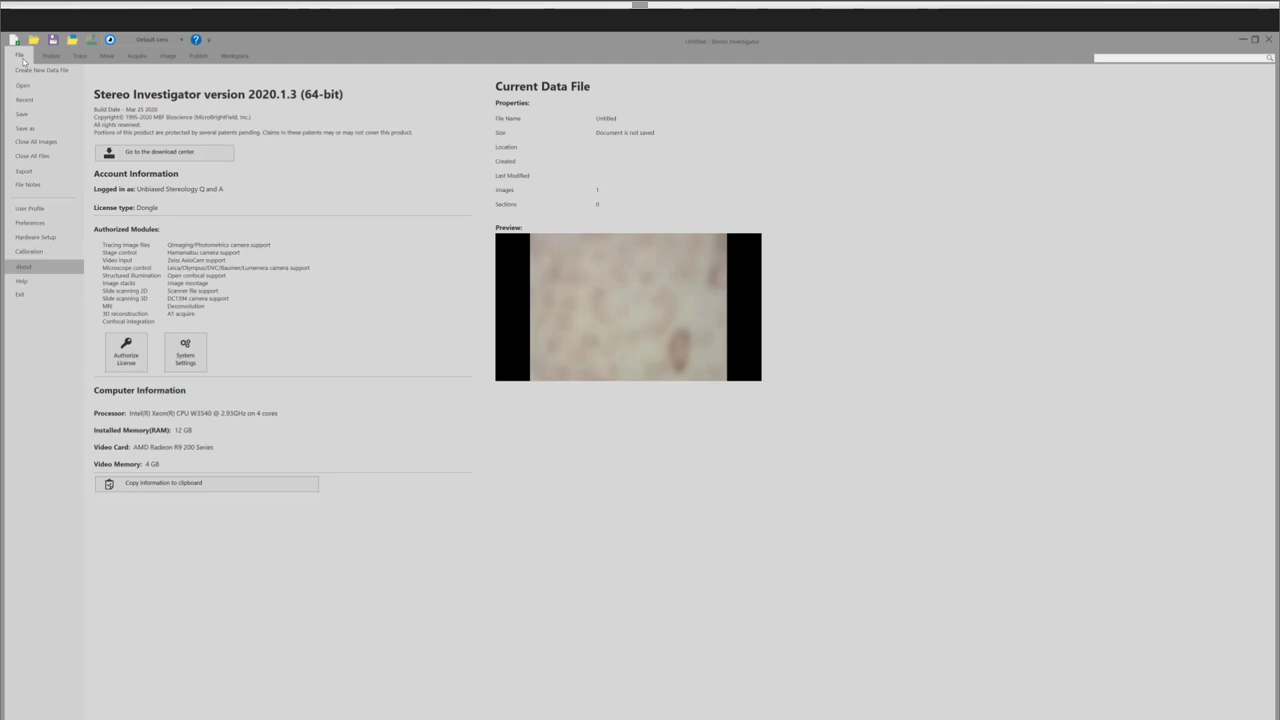 Default Lens
Untitled - Stereo Investigator
File Probes Trace Move Acquire Image Publish Workspace
Create New Data File
Open
Recent
Save
Save as
Close All Images
Close All Files
Export
File Notes
User Profile
Preferences
Hardware Setup
Calibration
About
Help
Exit
Stereo Investigator version 2020.1.3 (64-bit)
Build Date - Mar 25 2020
Copyright© 1995-2020 MBF Bioscience (MicroBrightField, Inc.)
All rights reserved.
Portions of this product are protected by several patents pending. Claims in these patents may or may not cover this product.
Go to the download center
Account Information
Logged in as: Unbiased Stereology Q and A
License type: Dongle
Authorized Modules:
Tracing image files QImaging/Photometrics camera support
Stage control Hamamatsu camera support
Video input Zeiss AxioCam support
Microscope control Leica/Olympus/DVC/Baumer/Lumenera camera support
Structured illumination Open confocal support
Image stacks Image montage
Slide scanning 2D Scanner file support
Slide scanning 3D DC1394 camera support
MRI Deconvolution
3D reconstruction AT acquire
Confocal integration
Authorize License
System Settings
Computer Information
Processor: Intel(R) Xeon(R) CPU W3540 @ 2.93GHz on 4 cores
Installed Memory(RAM): 12 GB
Video Card: AMD Radeon R9 200 Series
Video Memory: 4 GB
Copy information to clipboard
Current Data File
Properties:
File Name Untitled
Size Document is not saved
Location
Created
Last Modified
Images 1
Sections 0
Preview: